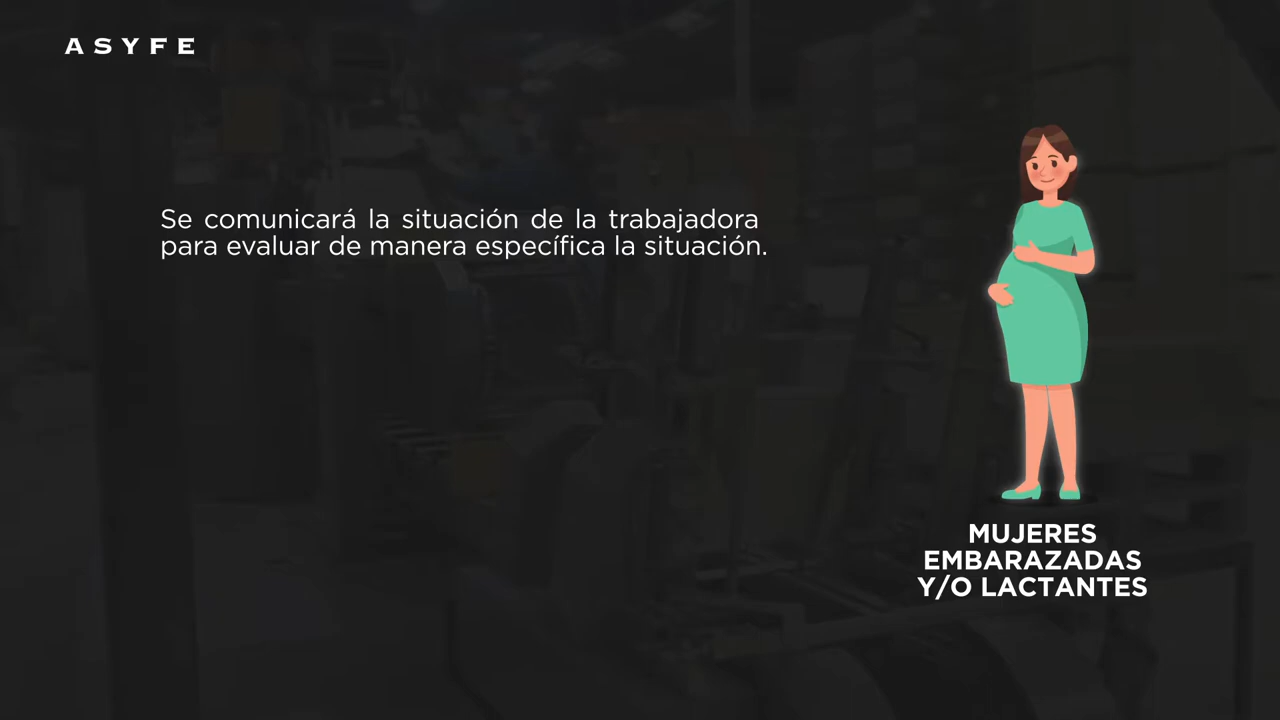 ASYFE
Se comunicará la situación de la trabajadora
para evaluar de manera específica la situación.
MUJERES
EMBARAZADAS
Y/O LACTANTES